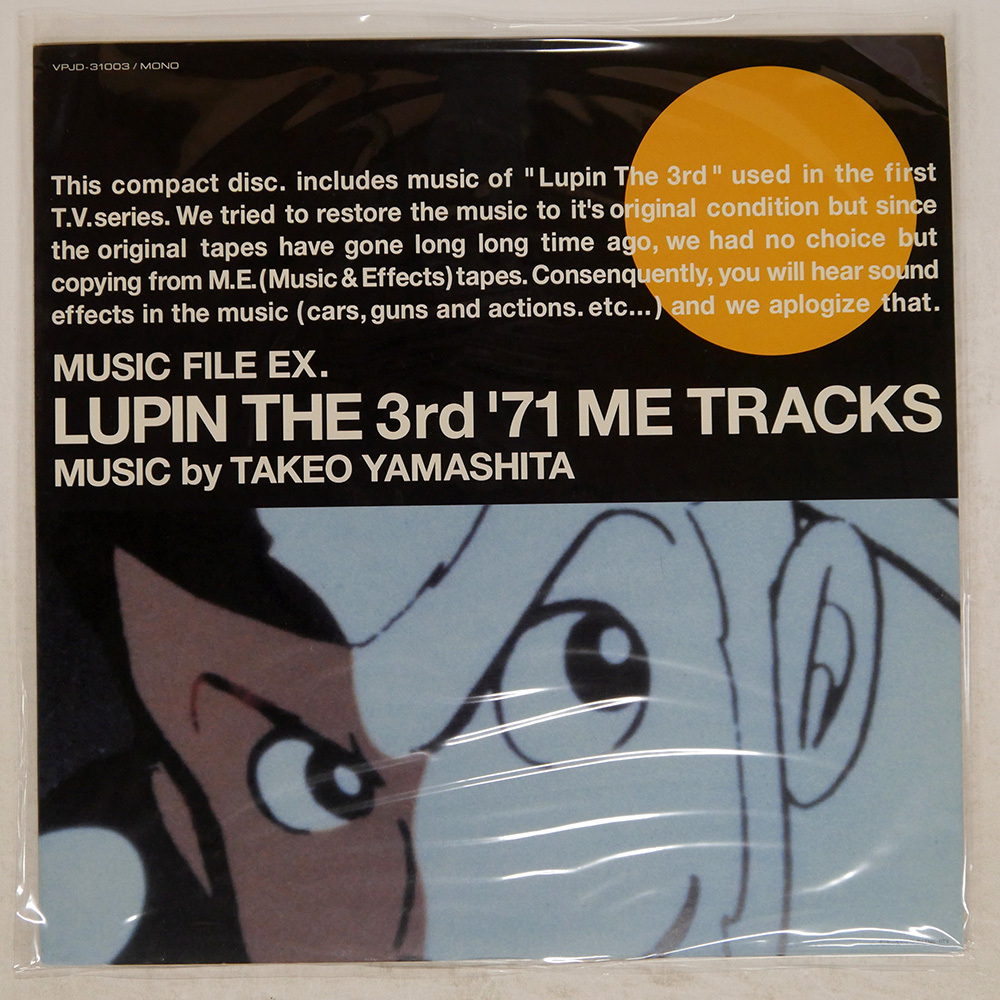 VPJD-31003 / MONO
This compact disc. includes music of "Lupin The 3rd" used in the first
T.V.series. We tried to restore the music to it's original condition but since
the original tapes have gone long long time ago, we had no choice but
copying from M.E.(Music & Effects) tapes. Consenquently, you will hear sound
effects in the music (cars, guns and actions. etc...) and we aplogize that.
MUSIC FILE EX.
LUPIN THE 3rd '71 ME TRACKS
MUSIC by TAKEO YAMASHITA